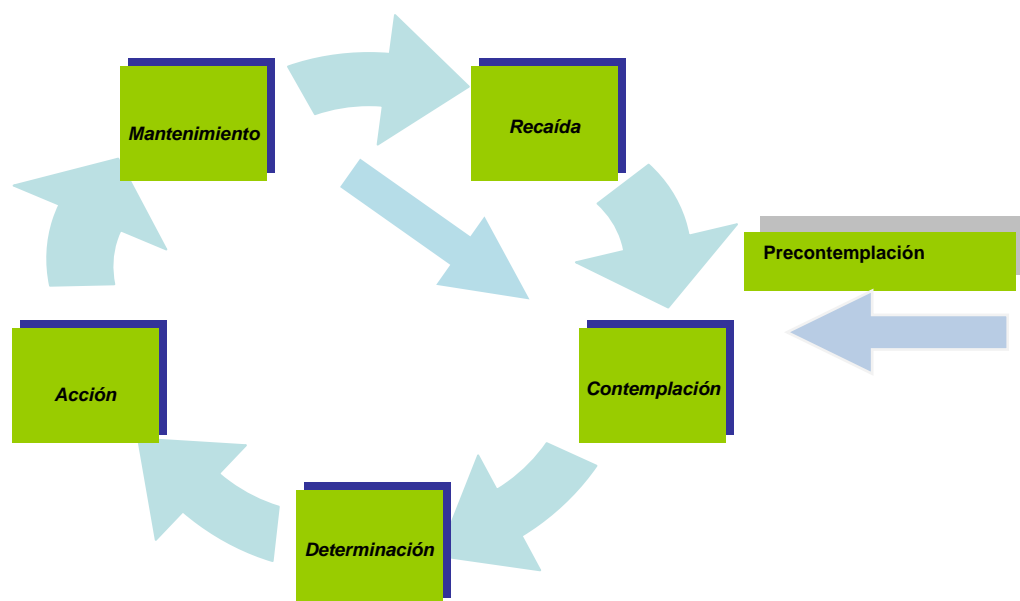 Mantenimiento
Recaída
Precontemplación
Acción
Contemplación
Determinación